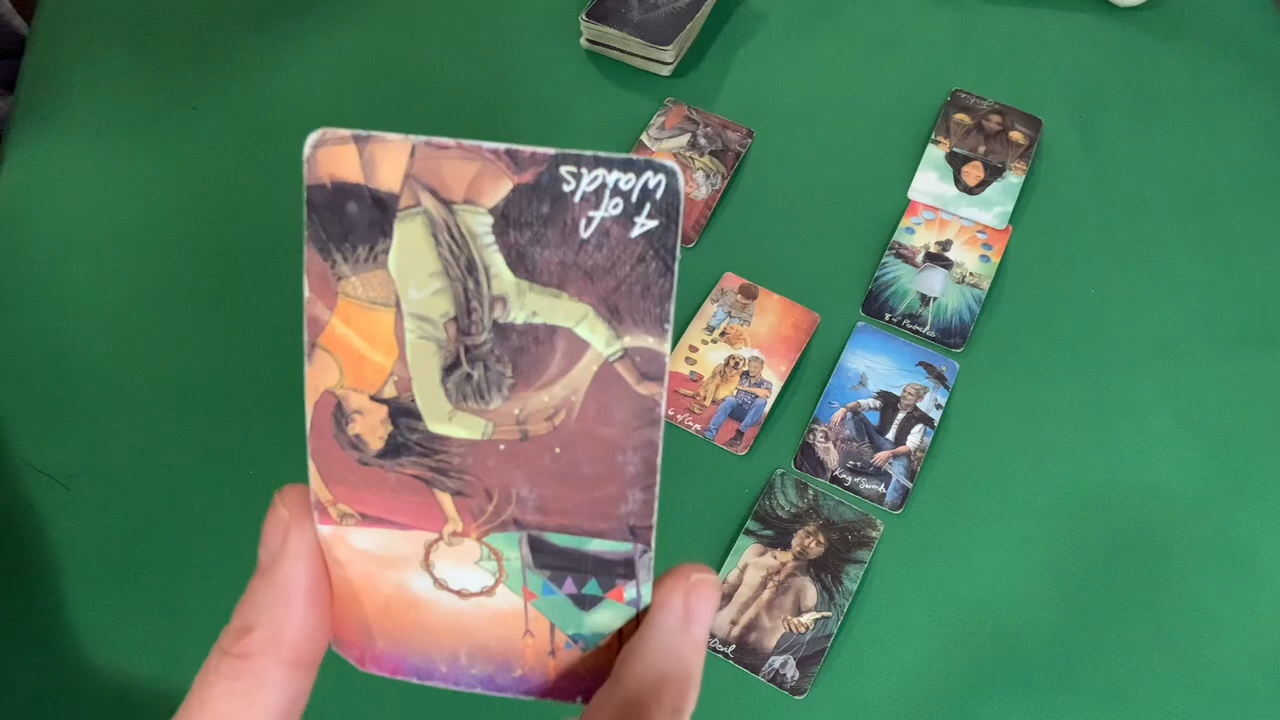 4
of
Wands
8 of Pentacles
6 of Cups
King of Swords
Devil